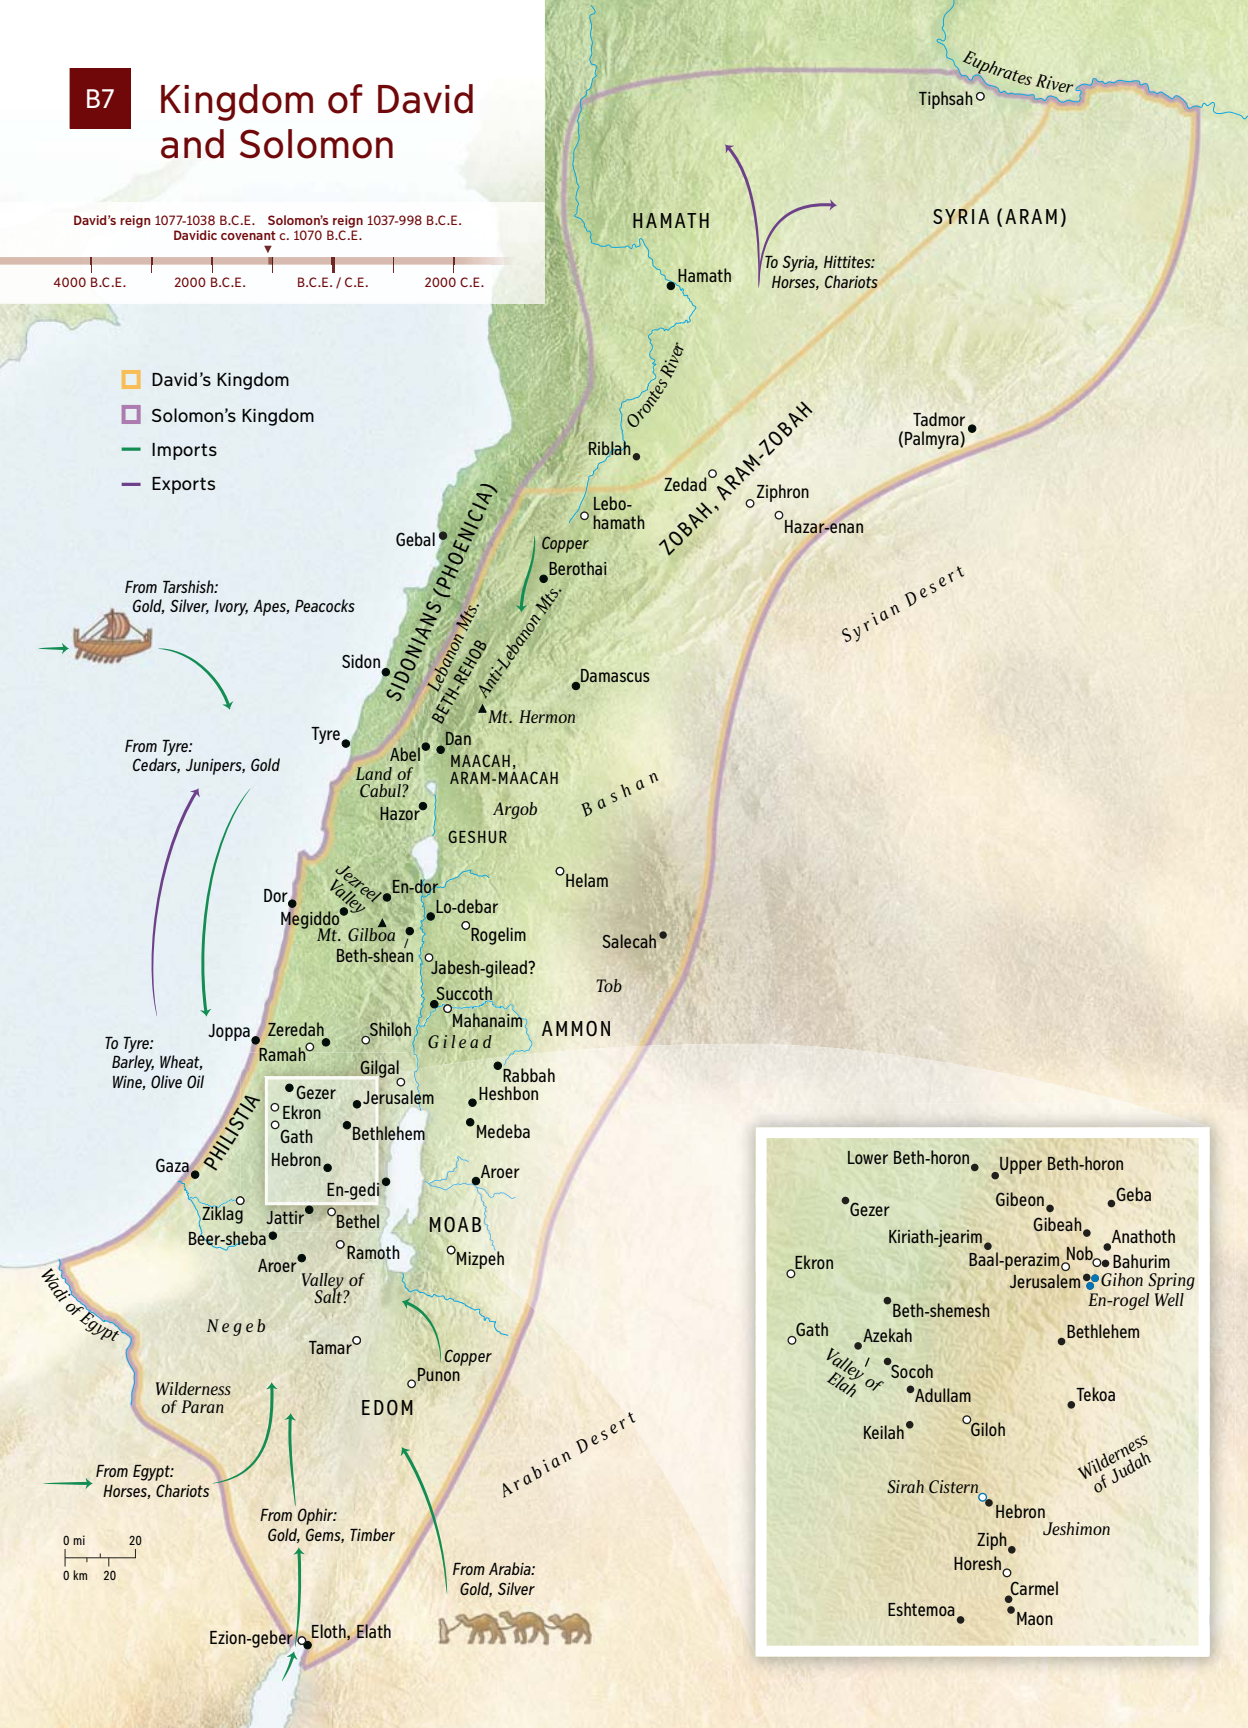 B7
Kingdom of David
and Solomon
David's reign 1077-1038 B.C.E. Solomon's reign 1037-998 B.C.E.
Davidic covenant c. 1070 B.C.E.
4000 B.C.E. 2000 B.C.E. B.C.E. / C.E. 2000 C.E.
David's Kingdom
Solomon's Kingdom
Imports
Exports
Euphrates River
Tiphsah
HAMATH
SYRIA (ARAM)
To Syria, Hittites:
Horses, Chariots
Hamath
Orontes River
Tadmor
(Palmyra)
Riblah
Zedad
ZOBAH, ARAM-ZOBAH
Ziphron
Lebo-
hamath
Hazar-enan
Gebal
SIDONIANS (PHOENICIA)
Copper
Berothai
Syrian Desert
From Tarshish:
Gold, Silver, Ivory, Apes, Peacocks
Lebanon Mts.
BETH-REHOB
Anti-Lebanon Mts.
Sidon
Damascus
Mt. Hermon
Tyre
Dan
Abel
From Tyre:
Cedars, Junipers, Gold
MAACAH,
ARAM-MAACAH
Land of
Cabul?
Hazor
Argob
Bashan
GESHUR
Jezreel
Valley
En-dor
Helam
Dor
Megiddo
Lo-debar
Mt. Gilboa
Rogelim
Beth-shean
Salecah
Jabesh-gilead?
Tob
Succoth
Mahanaim
AMMON
Joppa
Zeredah
Shiloh
Ramah
Gilead
To Tyre:
Barley, Wheat,
Wine, Olive Oil
Gilgal
Rabbah
Gezer
Jerusalem
Heshbon
Ekron
Gath
Bethlehem
Medeba
PHILISTIA
Hebron
Gaza
En-gedi
Aroer
Ziklag
Jattir
Bethel
MOAB
Beer-sheba
Ramoth
Mizpeh
Aroer
Valley of
Salt?
Wadi of Egypt
Negeb
Tamar
Copper
Punon
Wilderness
of Paran
EDOM
Arabian Desert
From Egypt:
Horses, Chariots
From Ophir:
Gold, Gems, Timber
0 mi 20
0 km 20
From Arabia:
Gold, Silver
Ezion-geber
Eloth, Elath
Lower Beth-horon
Upper Beth-horon
Gezer
Gibeon
Geba
Gibeah
Kiriath-jearim
Anathoth
Baal-perazim
Nob
Bahurim
Ekron
Jerusalem
Gihon Spring
En-rogel Well
Beth-shemesh
Gath
Azekah
Bethlehem
Valley of
Elah
Socoh
Adullam
Tekoa
Keilah
Giloh
Wilderness
of Judah
Sirah Cistern
Hebron
Jeshimon
Ziph
Horesh
Carmel
Eshtemoa
Maon